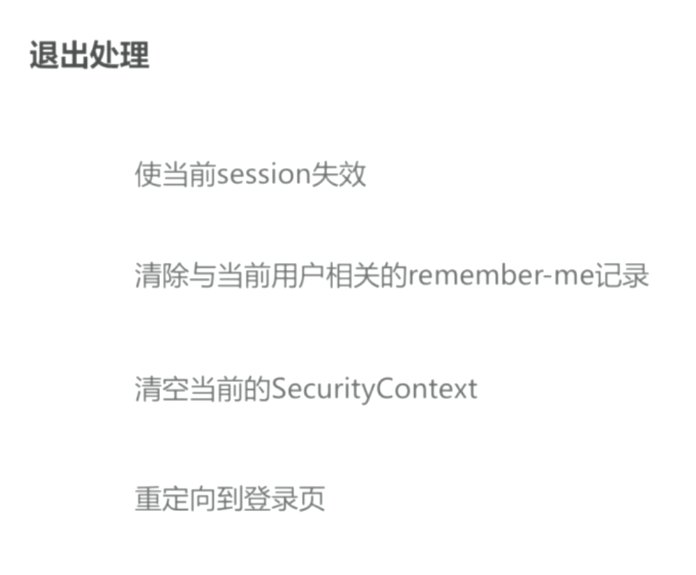 退出处理
使当前session失效
清除与当前用户相关的remember-me记录
清空当前的SecurityContext
重定向到登录页